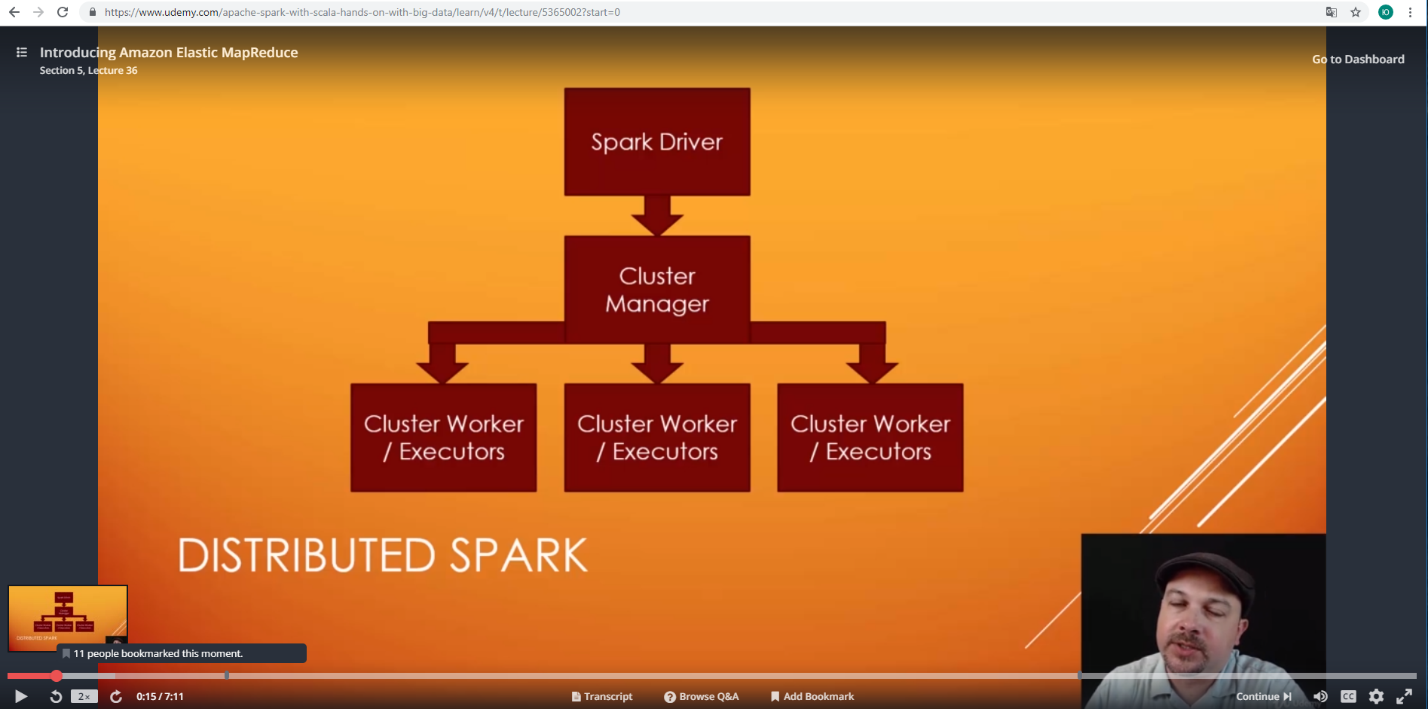 https://www.udemy.com/apache-spark-with-scala-hands-on-with-big-data/learn/v4/t/lecture/5365002?start=0
IO
Introducing Amazon Elastic MapReduce
Section 5, Lecture 36
Go to Dashboard
Spark Driver
Cluster
Manager
Cluster Worker
/ Executors
Cluster Worker
/ Executors
Cluster Worker
/ Executors
DISTRIBUTED SPARK
11 people bookmarked this moment.
2x
0:15 / 7:11
Transcript
Browse Q&A
Add Bookmark
Continue
CC